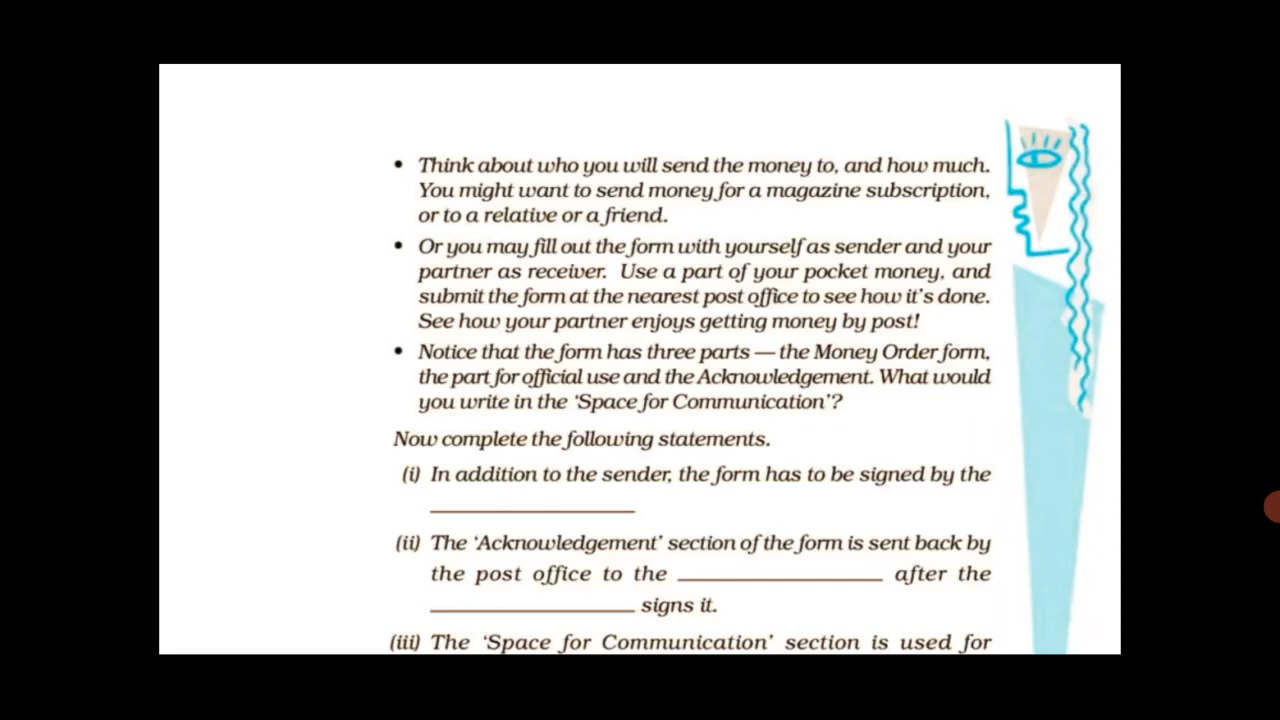 • Think about who you will send the money to, and how much.
You might want to send money for a magazine subscription,
or to a relative or a friend.
• Or you may fill out the form with yourself as sender and your
partner as receiver. Use a part of your pocket money, and
submit the form at the nearest post office to see how it's done.
See how your partner enjoys getting money by post!
• Notice that the form has three parts — the Money Order form,
the part for official use and the Acknowledgement. What would
you write in the 'Space for Communication'?
Now complete the following statements.
(i) In addition to the sender, the form has to be signed by the
____________________
(ii) The 'Acknowledgement' section of the form is sent back by
the post office to the ____________________ after the
____________________ signs it.
(iii) The 'Space for Communication' section is used for